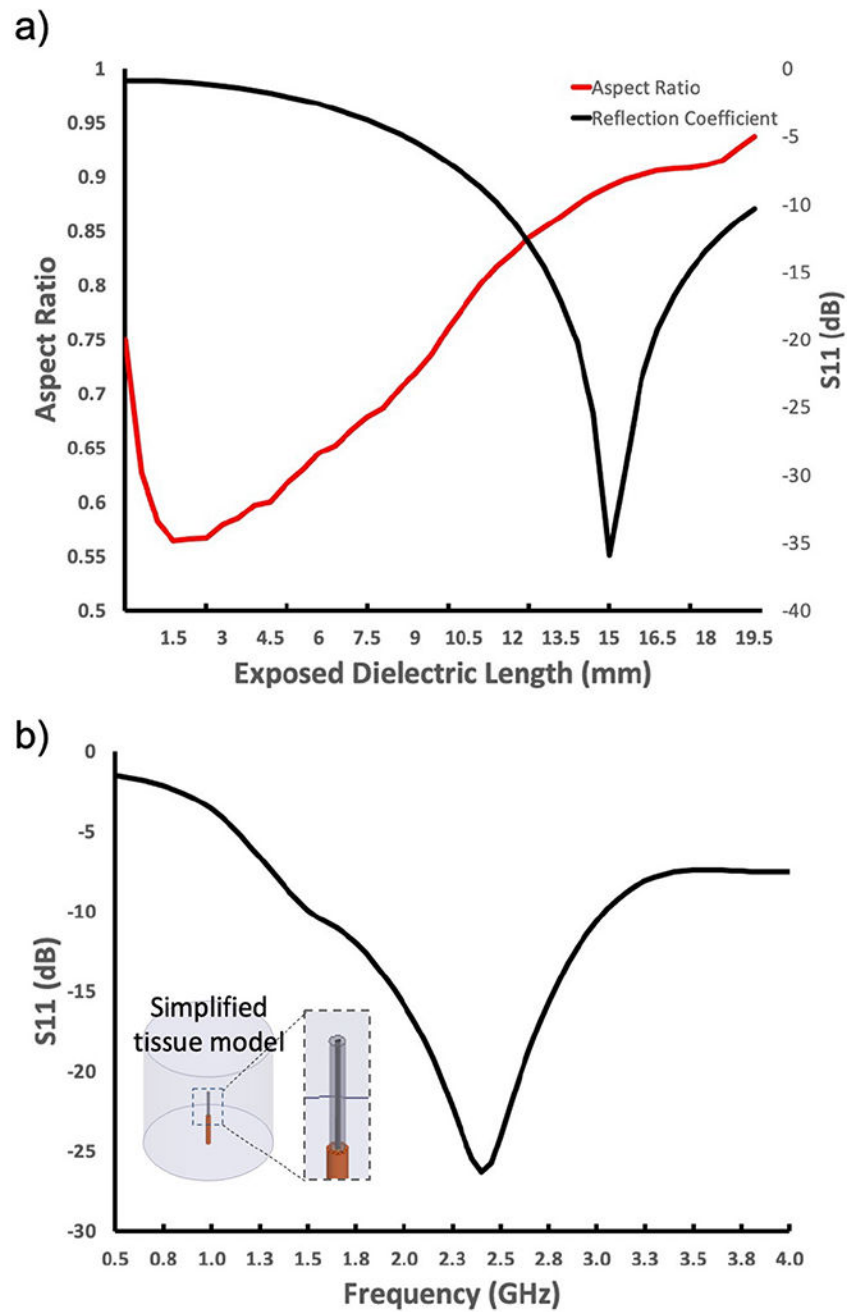 a)
1
0.95
0.9
0.85
0.8
0.75
0.7
0.65
0.6
0.55
0.5
Aspect Ratio
Aspect Ratio
Reflection Coefficient
0
-5
-10
-15
-20
-25
-30
-35
-40
S11 (dB)
1.5 3 4.5 6 7.5 9 10.5 12 13.5 15 16.5 18 19.5
Exposed Dielectric Length (mm)
b)
0
-5
-10
-15
-20
-25
-30
S11 (dB)
Simplified
tissue model
0.5 0.8 1.0 1.3 1.5 1.8 2.0 2.3 2.5 2.8 3.0 3.3 3.5 3.8 4.0
Frequency (GHz)